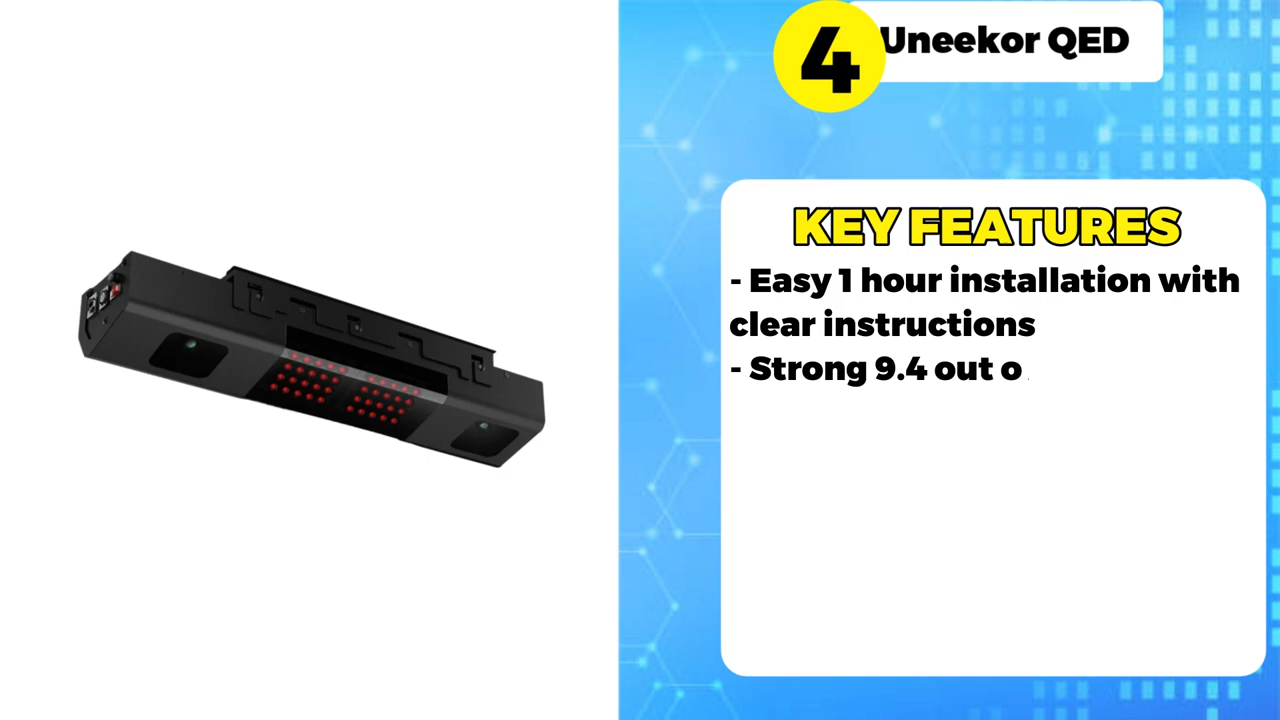 4
Uneekor QED
KEY FEATURES
- Easy 1 hour installation with
clear instructions
- Strong 9.4 out o